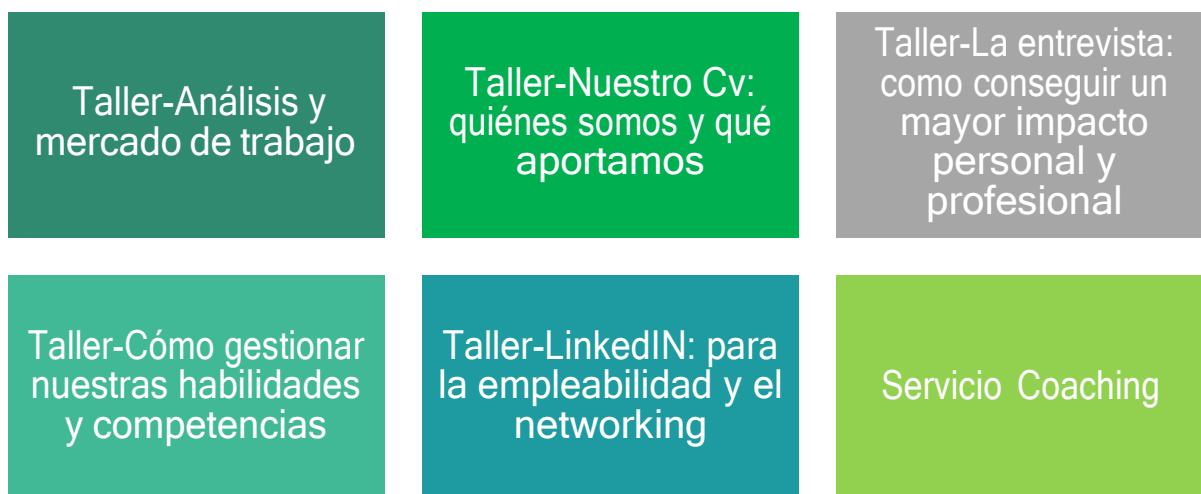 Taller-Análisis y
mercado de trabajo
Taller-Nuestro Cv:
quiénes somos y qué
aportamos
Taller-La entrevista:
como conseguir un
mayor impacto
personal y
profesional
Taller-Cómo gestionar
nuestras habilidades
y competencias
Taller-LinkedIN: para
la empleabilidad y el
networking
Servicio Coaching